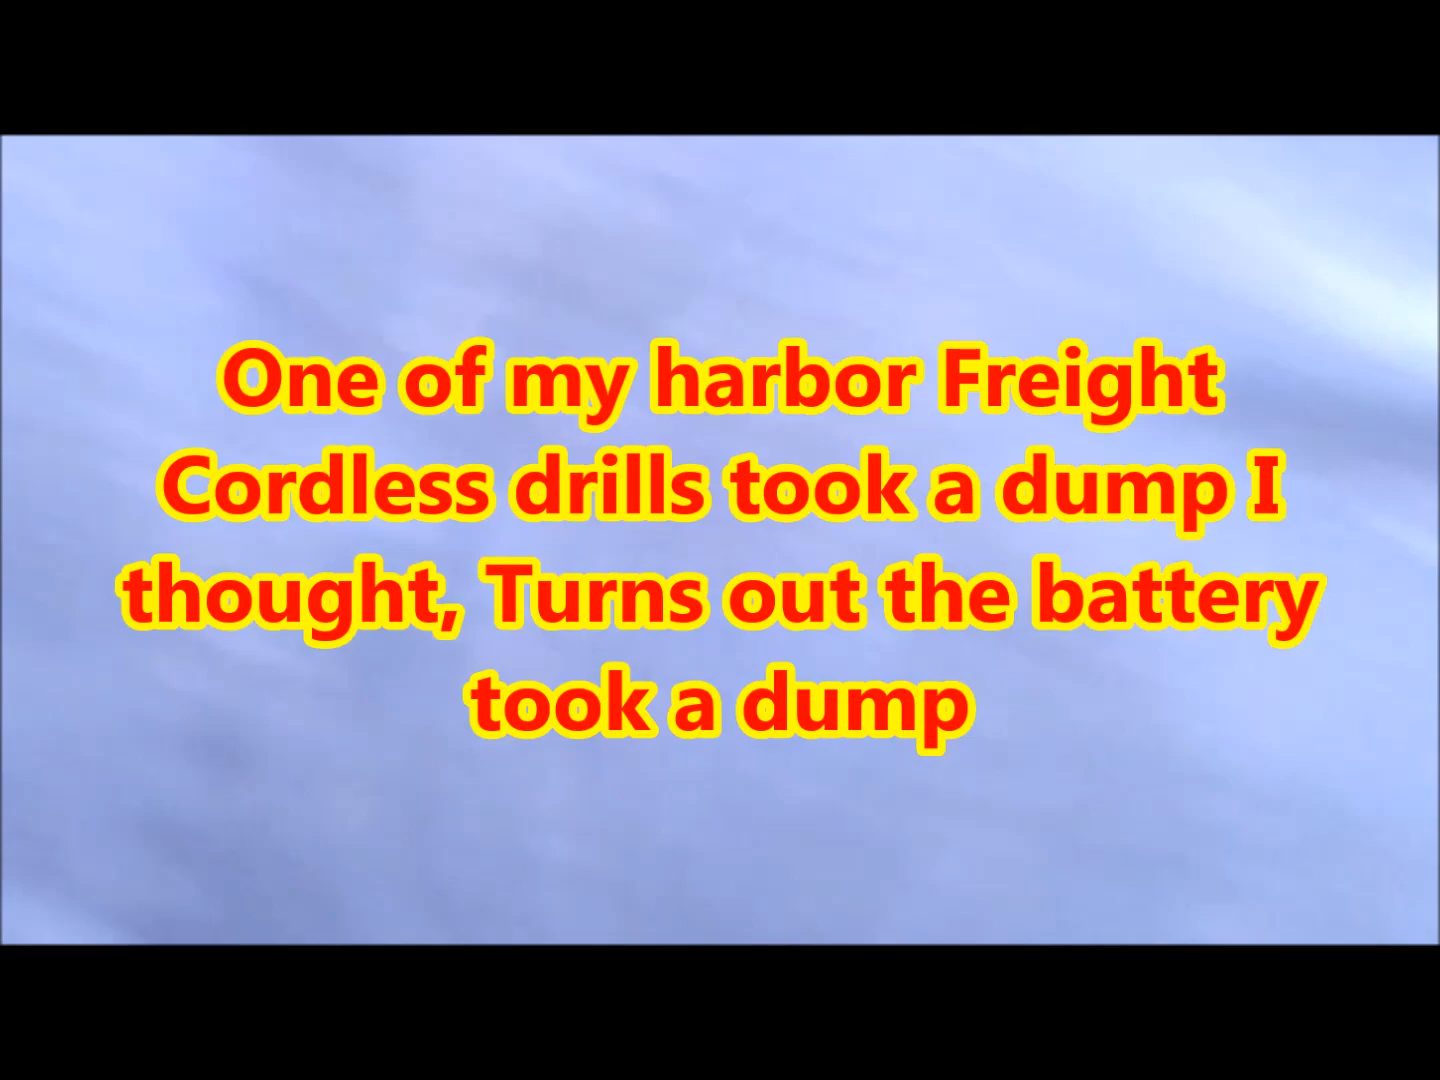 One of my harbor Freight
Cordless drills took a dump I
thought, Turns out the battery
took a dump